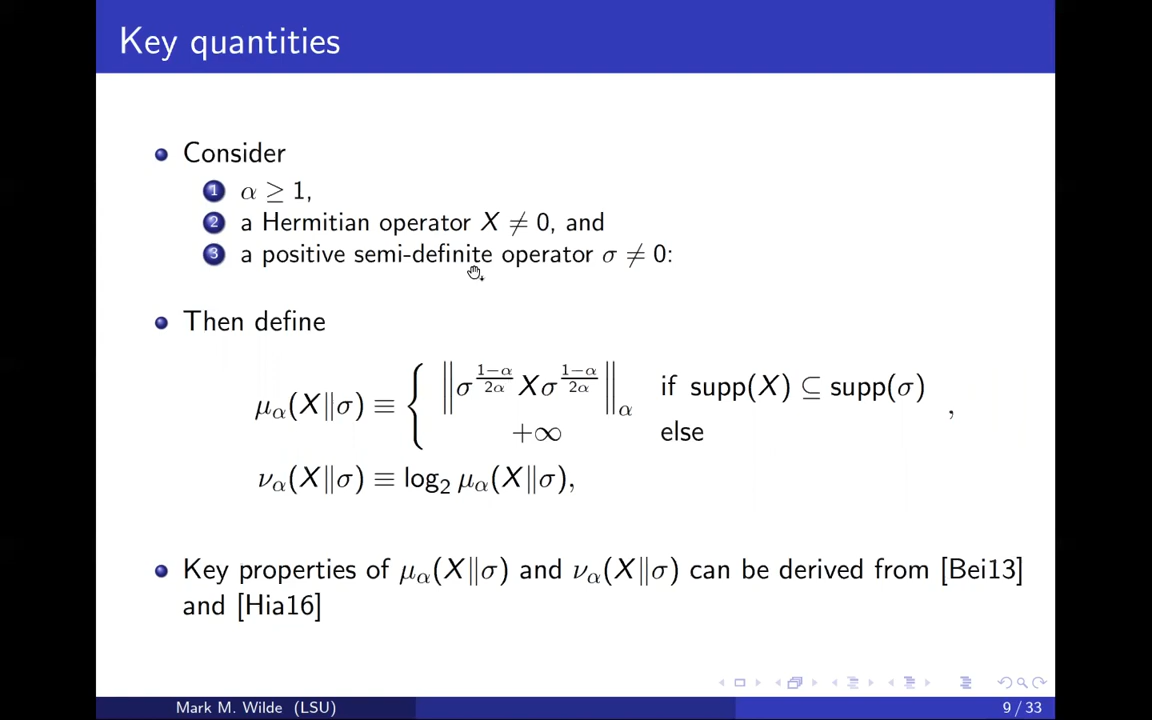 Key quantities
Consider
1 α ≥ 1,
2 a Hermitian operator X ≠ 0, and
3 a positive semi-definite operator σ ≠ 0:
Then define
μ_α(X‖σ) ≡ { ‖σ^{\frac{1−α}{2α}} X σ^{\frac{1−α}{2α}}‖_α if supp(X) ⊆ supp(σ)
+∞ else ,
ν_α(X‖σ) ≡ log₂ μ_α(X‖σ),
Key properties of μ_α(X‖σ) and ν_α(X‖σ) can be derived from [Bei13]
and [Hia16]
Mark M. Wilde (LSU) 9 / 33